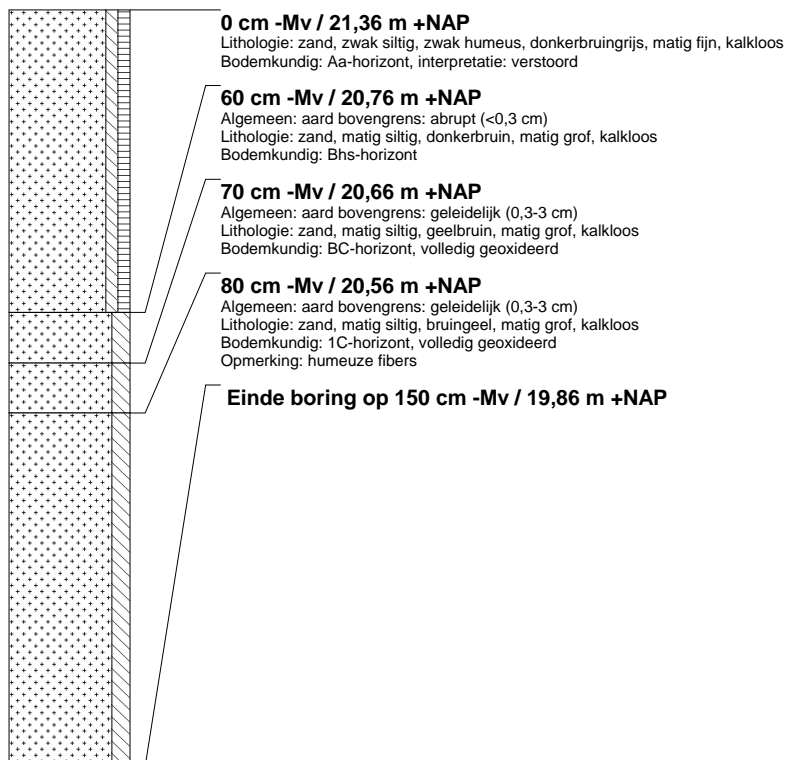 0 cm -Mv / 21,36 m +NAP
Lithologie: zand, zwak siltig, zwak humeus, donkerbruingrijs, matig fijn, kalkloos
Bodemkundig: Aa-horizont, interpretatie: verstoord
60 cm -Mv / 20,76 m +NAP
Algemeen: aard bovengrens: abrupt (<0,3 cm)
Lithologie: zand, matig siltig, donkerbruin, matig grof, kalkloos
Bodemkundig: Bhs-horizont
70 cm -Mv / 20,66 m +NAP
Algemeen: aard bovengrens: geleidelijk (0,3-3 cm)
Lithologie: zand, matig siltig, geelbruin, matig grof, kalkloos
Bodemkundig: BC-horizont, volledig geoxideerd
80 cm -Mv / 20,56 m +NAP
Algemeen: aard bovengrens: geleidelijk (0,3-3 cm)
Lithologie: zand, matig siltig, bruingeel, matig grof, kalkloos
Bodemkundig: 1C-horizont, volledig geoxideerd
Opmerking: humeuze fibers
Einde boring op 150 cm -Mv / 19,86 m +NAP